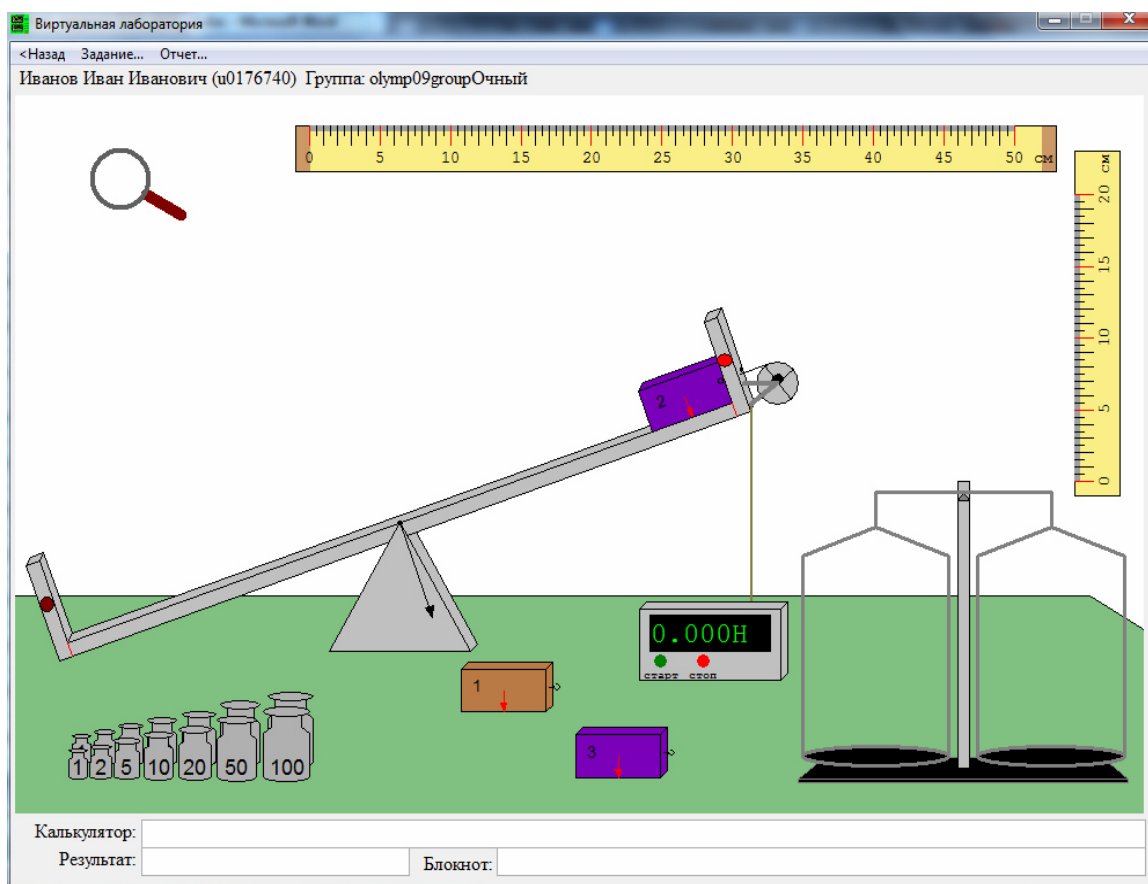 Виртуальная лаборатория
<Назад Задание... Отчет...
Иванов Иван Иванович (u0176740) Группа: olymp09groupОчный
0 5 10 15 20 25 30 35 40 45 50 см
20 см
15
10
5
0
2
0.000Н
старт стоп
1
3
1 2 5 10 20 50 100
Калькулятор:
Результат:
Блокнот: